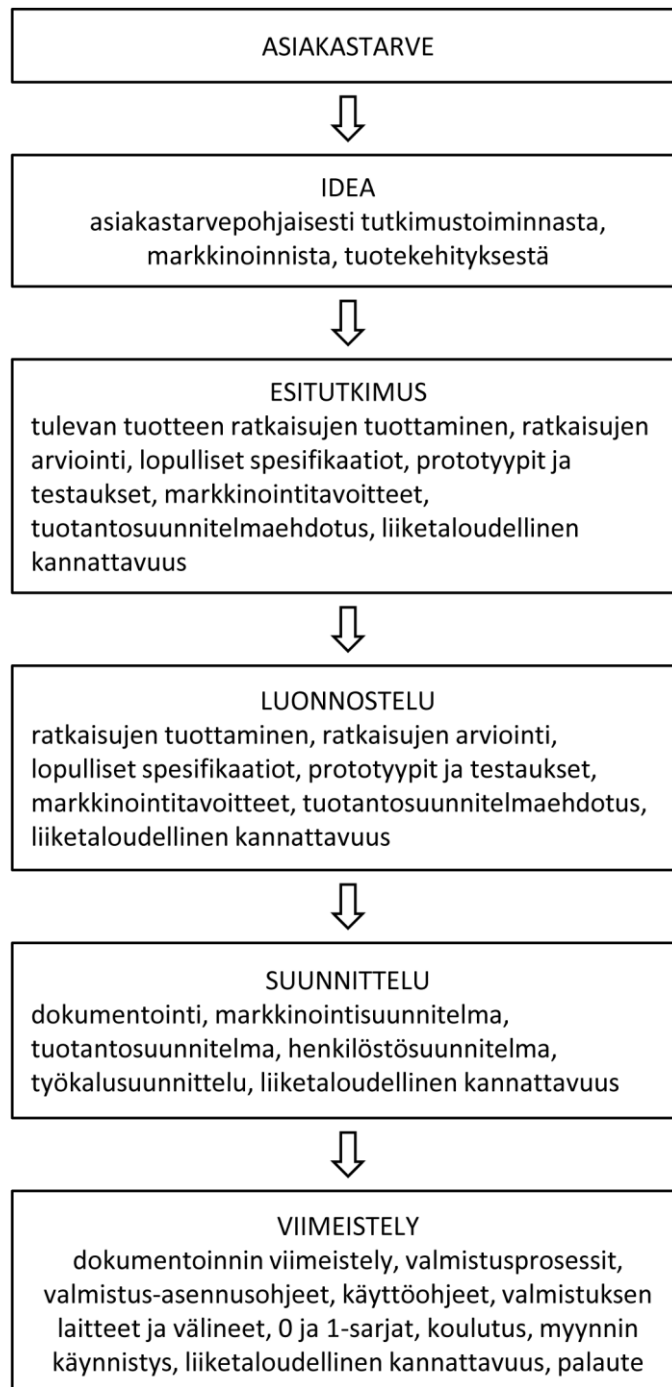 ASIAKASTARVE
IDEA
asiakastarvepohjaisesti tutkimustoiminnasta,
markkinoinnista, tuotekehityksestä
ESITUTKIMUS
tulevan tuotteen ratkaisujen tuottaminen, ratkaisujen
arviointi, lopulliset spesifikaatiot, prototyypit ja
testaukset, markkinointitavoitteet,
tuotantosuunnitelmaehdotus, liiketaloudellinen
kannattavuus
LUONNOSTELU
ratkaisujen tuottaminen, ratkaisujen arviointi,
lopulliset spesifikaatiot, prototyypit ja testaukset,
markkinointitavoitteet, tuotantosuunnitelmaehdotus,
liiketaloudellinen kannattavuus
SUUNNITTELU
dokumentointi, markkinointisuunnitelma,
tuotantosuunnitelma, henkilöstösuunnitelma,
työkalusuunnittelu, liiketaloudellinen kannattavuus
VIIMEISTELY
dokumentoinnin viimeistely, valmistusprosessit,
valmistus-asennusohjeet, käyttöohjeet, valmistuksen
laitteet ja välineet, 0 ja 1-sarjat, koulutus, myynnin
käynnistys, liiketaloudellinen kannattavuus, palaute